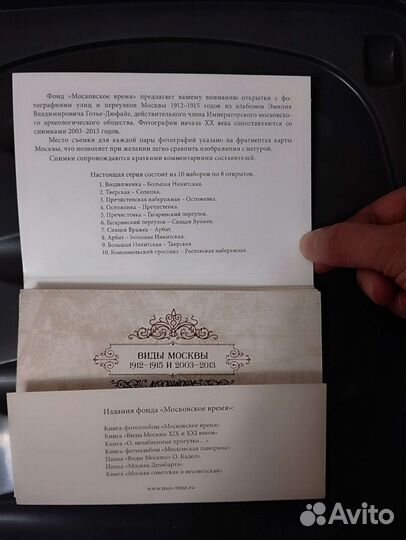 Фонд «Московское время» предлагает вашему вниманию открытки с фо-
тографиями улиц и переулков Москвы 1912–1915 годов из альбомов Эмилия
Владимировича Готье-Дюфайе, действительного члена Императорского московско-
го археологического общества. Фотографии начала XX века сопоставляются со
снимками 2003–2013 годов.
Место съемки для каждой пары фотографий указано на фрагментах карты
Москвы, что позволяет при желании легко сравнить изображения с натурой.
Снимки сопровождаются краткими комментариями составителей.
Настоящая серия состоит из 10 наборов по 8 открыток.
1. Воздвиженка – Большая Никитская.
2. Тверская – Солянка.
3. Пречистенская набережная – Остоженка.
4. Остоженка – Пречистенка.
5. Пречистенка – Гагаринский переулок.
6. Гагаринский переулок – Сивцев Вражек.
7. Сивцев Вражек – Арбат.
8. Арбат – Большая Никитская.
9. Большая Никитская – Тверская.
10. Комсомольский проспект – Ростовская набережная.
ВИДЫ МОСКВЫ
1912–1915 И 2003–2013
МОСКОВСКОЕ
Издания фонда «Московское время»:
Книга-фотоальбом «Московское время»
Книга «Виды Москвы XIX и XXI веков»
Книга «О, незабвенные прогулки...»
Книга-фотоальбом «Московская панорама»
Папка «Виды Москвы» О. Кадоль
Папка «Москва Делабарта»
Книга «Москва советская и несоветская»
www.mos-time.ru
Avito